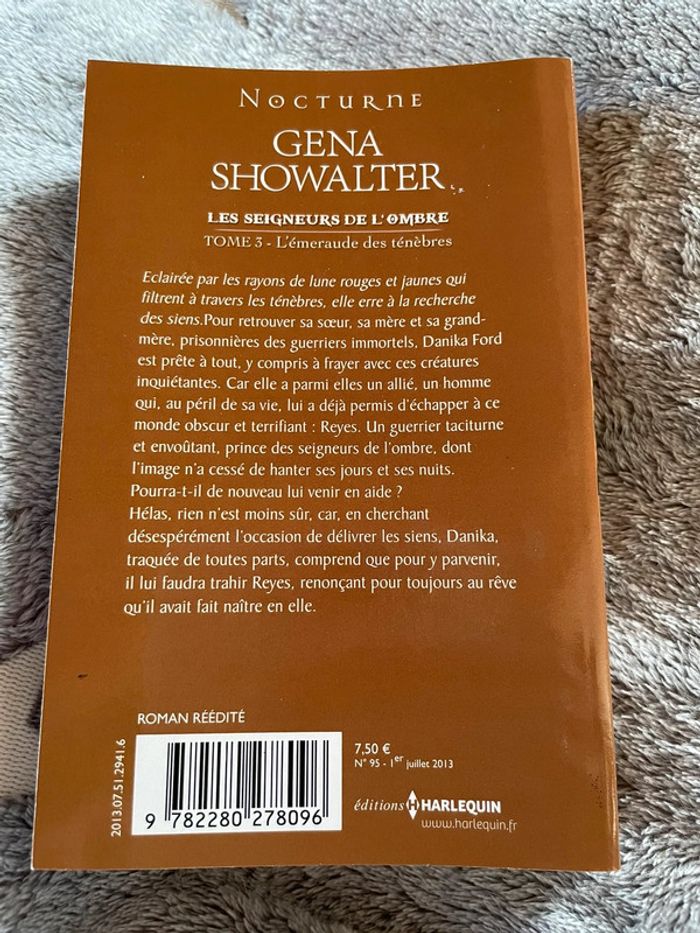 NOCTURNE
GENA
SHOWALTER
LES SEIGNEURS DE L'OMBRE
TOME 3 - L'émeraude des ténèbres
Eclairée par les rayons de lune rouges et jaunes qui
filtrent à travers les ténèbres, elle erre à la recherche
des siens.Pour retrouver sa sœur, sa mère et sa grand-
mère, prisonnières des guerriers immortels, Danika Ford
est prête à tout, y compris à frayer avec ces créatures
inquiétantes. Car elle a parmi elles un allié, un homme
qui, au péril de sa vie, lui a déjà permis d'échapper à ce
monde obscur et terrifiant : Reyes. Un guerrier taciturne
et envoûtant, prince des seigneurs de l'ombre, dont
l'image n'a cessé de hanter ses jours et ses nuits.
Pourra-t-il de nouveau lui venir en aide ?
Hélas, rien n'est moins sûr, car, en cherchant
désespérément l'occasion de délivrer les siens, Danika,
traquée de toutes parts, comprend que pour y parvenir,
il lui faudra trahir Reyes, renonçant pour toujours au rêve
qu'il avait fait naître en elle.
ROMAN RÉÉDITÉ
2013.07.51.2941.6
9 782280 278096
7,50 €
N° 95 - 1er juillet 2013
éditions H HARLEQUIN
www.harlequin.fr